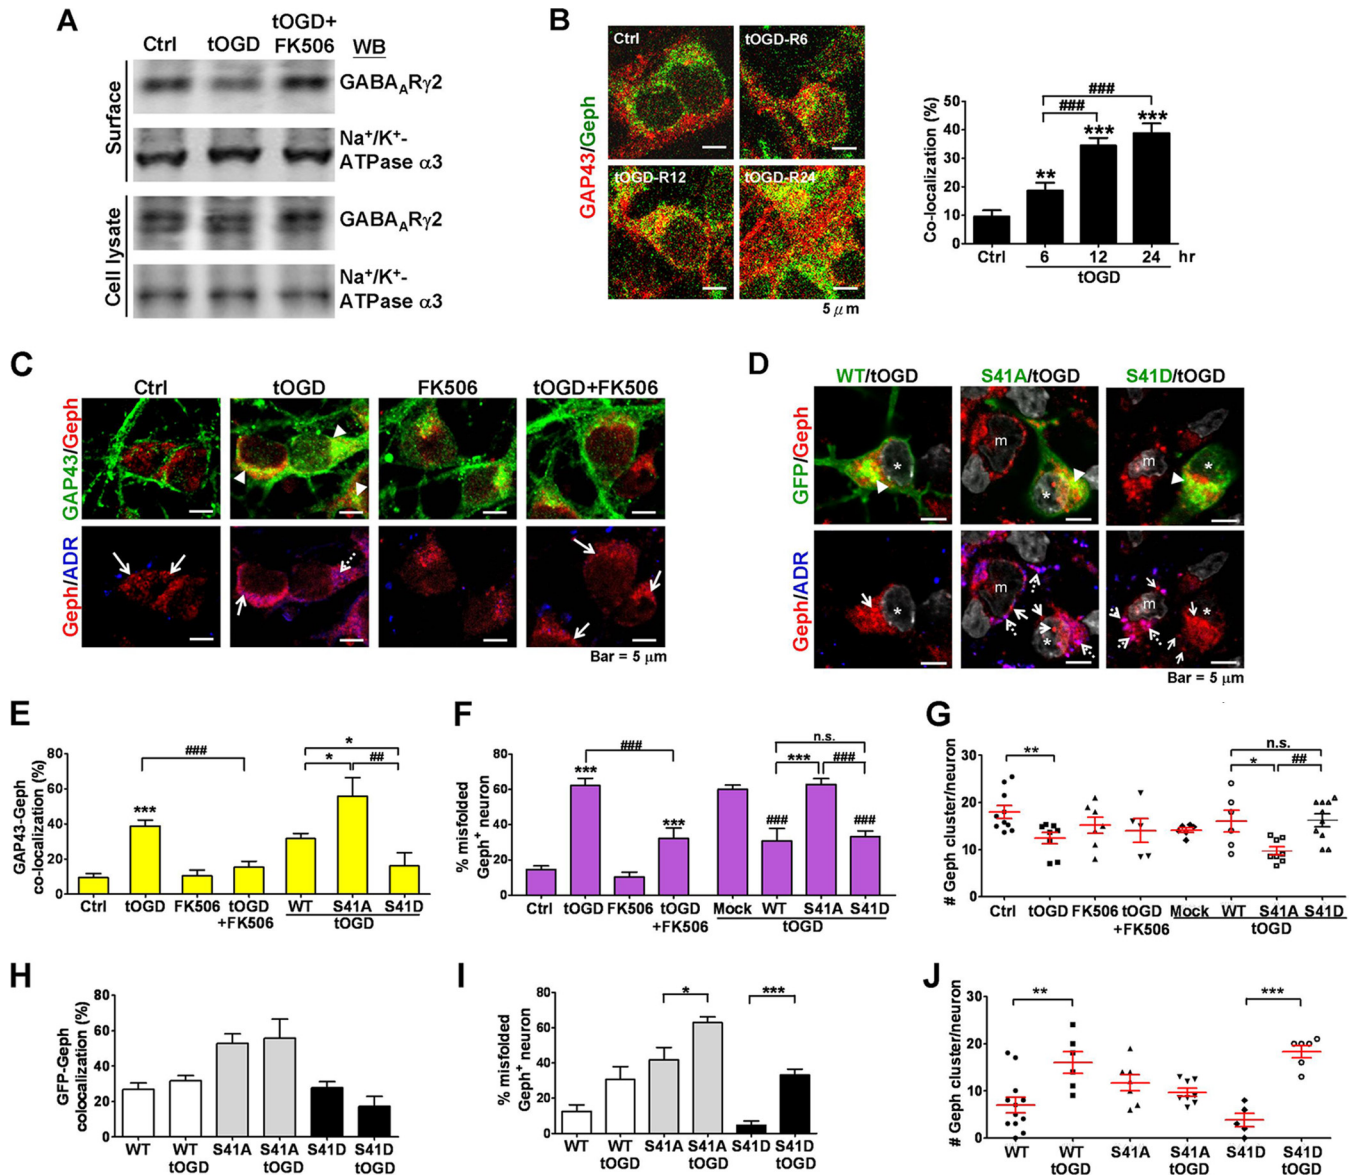 A
Ctrl tOGD tOGD+ FK506 WB
Surface
GABA_ARγ2
Na⁺/K⁺-
ATPase α3
Cell lysate
GABA_ARγ2
Na⁺/K⁺-
ATPase α3
B
GAP43/Geph
Ctrl tOGD-R6
tOGD-R12 tOGD-R24
5 μm
Co-localization (%)
50
40
30
20
10
0
###
###
** *** ***
Ctrl 6 12 24 hr
tOGD
C
Ctrl tOGD FK506 tOGD+FK506
GAP43/Geph
Geph/ADR
Bar = 5 μm
D
WT/tOGD S41A/tOGD S41D/tOGD
GFP/Geph
* m * m *
Geph/ADR
* m * m *
Bar = 5 μm
E
GAP43-Geph
co-localization (%)
80
60
40
20
0
###
***
*
* ##
Ctrl tOGD FK506 tOGD +FK506 WT S41A S41D
tOGD
F
% misfolded
Geph⁺ neuron
80
60
40
20
0
###
*** ***
n.s.
*** ###
### ###
Ctrl tOGD FK506 tOGD +FK506 Mock WT S41A S41D
tOGD
G
# Geph cluster/neuron
30
20
10
0
**
n.s.
* ##
Ctrl tOGD FK506 tOGD +FK506 Mock WT S41A S41D
tOGD
H
GFP-Geph
colocalization (%)
80
60
40
20
0
WT WT tOGD S41A S41A tOGD S41D S41D tOGD
I
% misfolded
Geph⁺ neuron
80
60
40
20
0
* ***
WT WT tOGD S41A S41A tOGD S41D S41D tOGD
J
# Geph cluster/neuron
30
20
10
0
** ***
WT WT tOGD S41A S41A tOGD S41D S41D tOGD